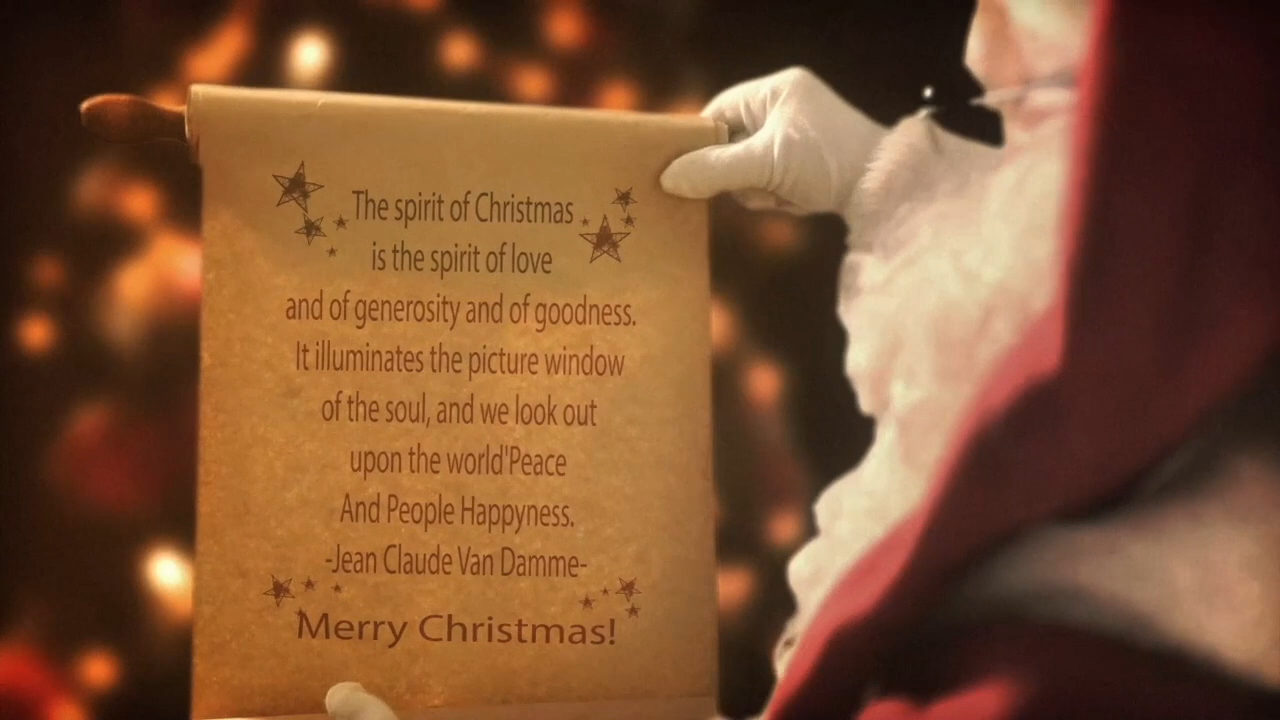 The spirit of Christmas
is the spirit of love
and of generosity and of goodness.
It illuminates the picture window
of the soul, and we look out
upon the world'Peace
And People Happyness.
-Jean Claude Van Damme-
Merry Christmas!